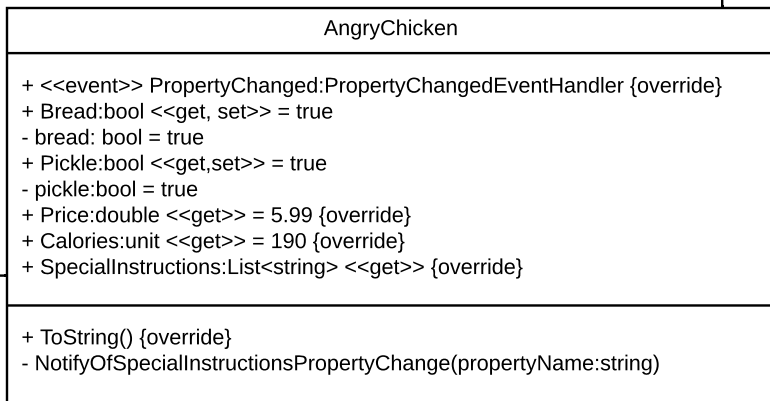 AngryChicken
+ <<event>> PropertyChanged:PropertyChangedEventHandler {override}
+ Bread:bool <<get, set>> = true
- bread: bool = true
+ Pickle:bool <<get,set>> = true
- pickle:bool = true
+ Price:double <<get>> = 5.99 {override}
+ Calories:unit <<get>> = 190 {override}
+ SpecialInstructions:List<string> <<get>> {override}
+ ToString() {override}
- NotifyOfSpecialInstructionsPropertyChange(propertyName:string)